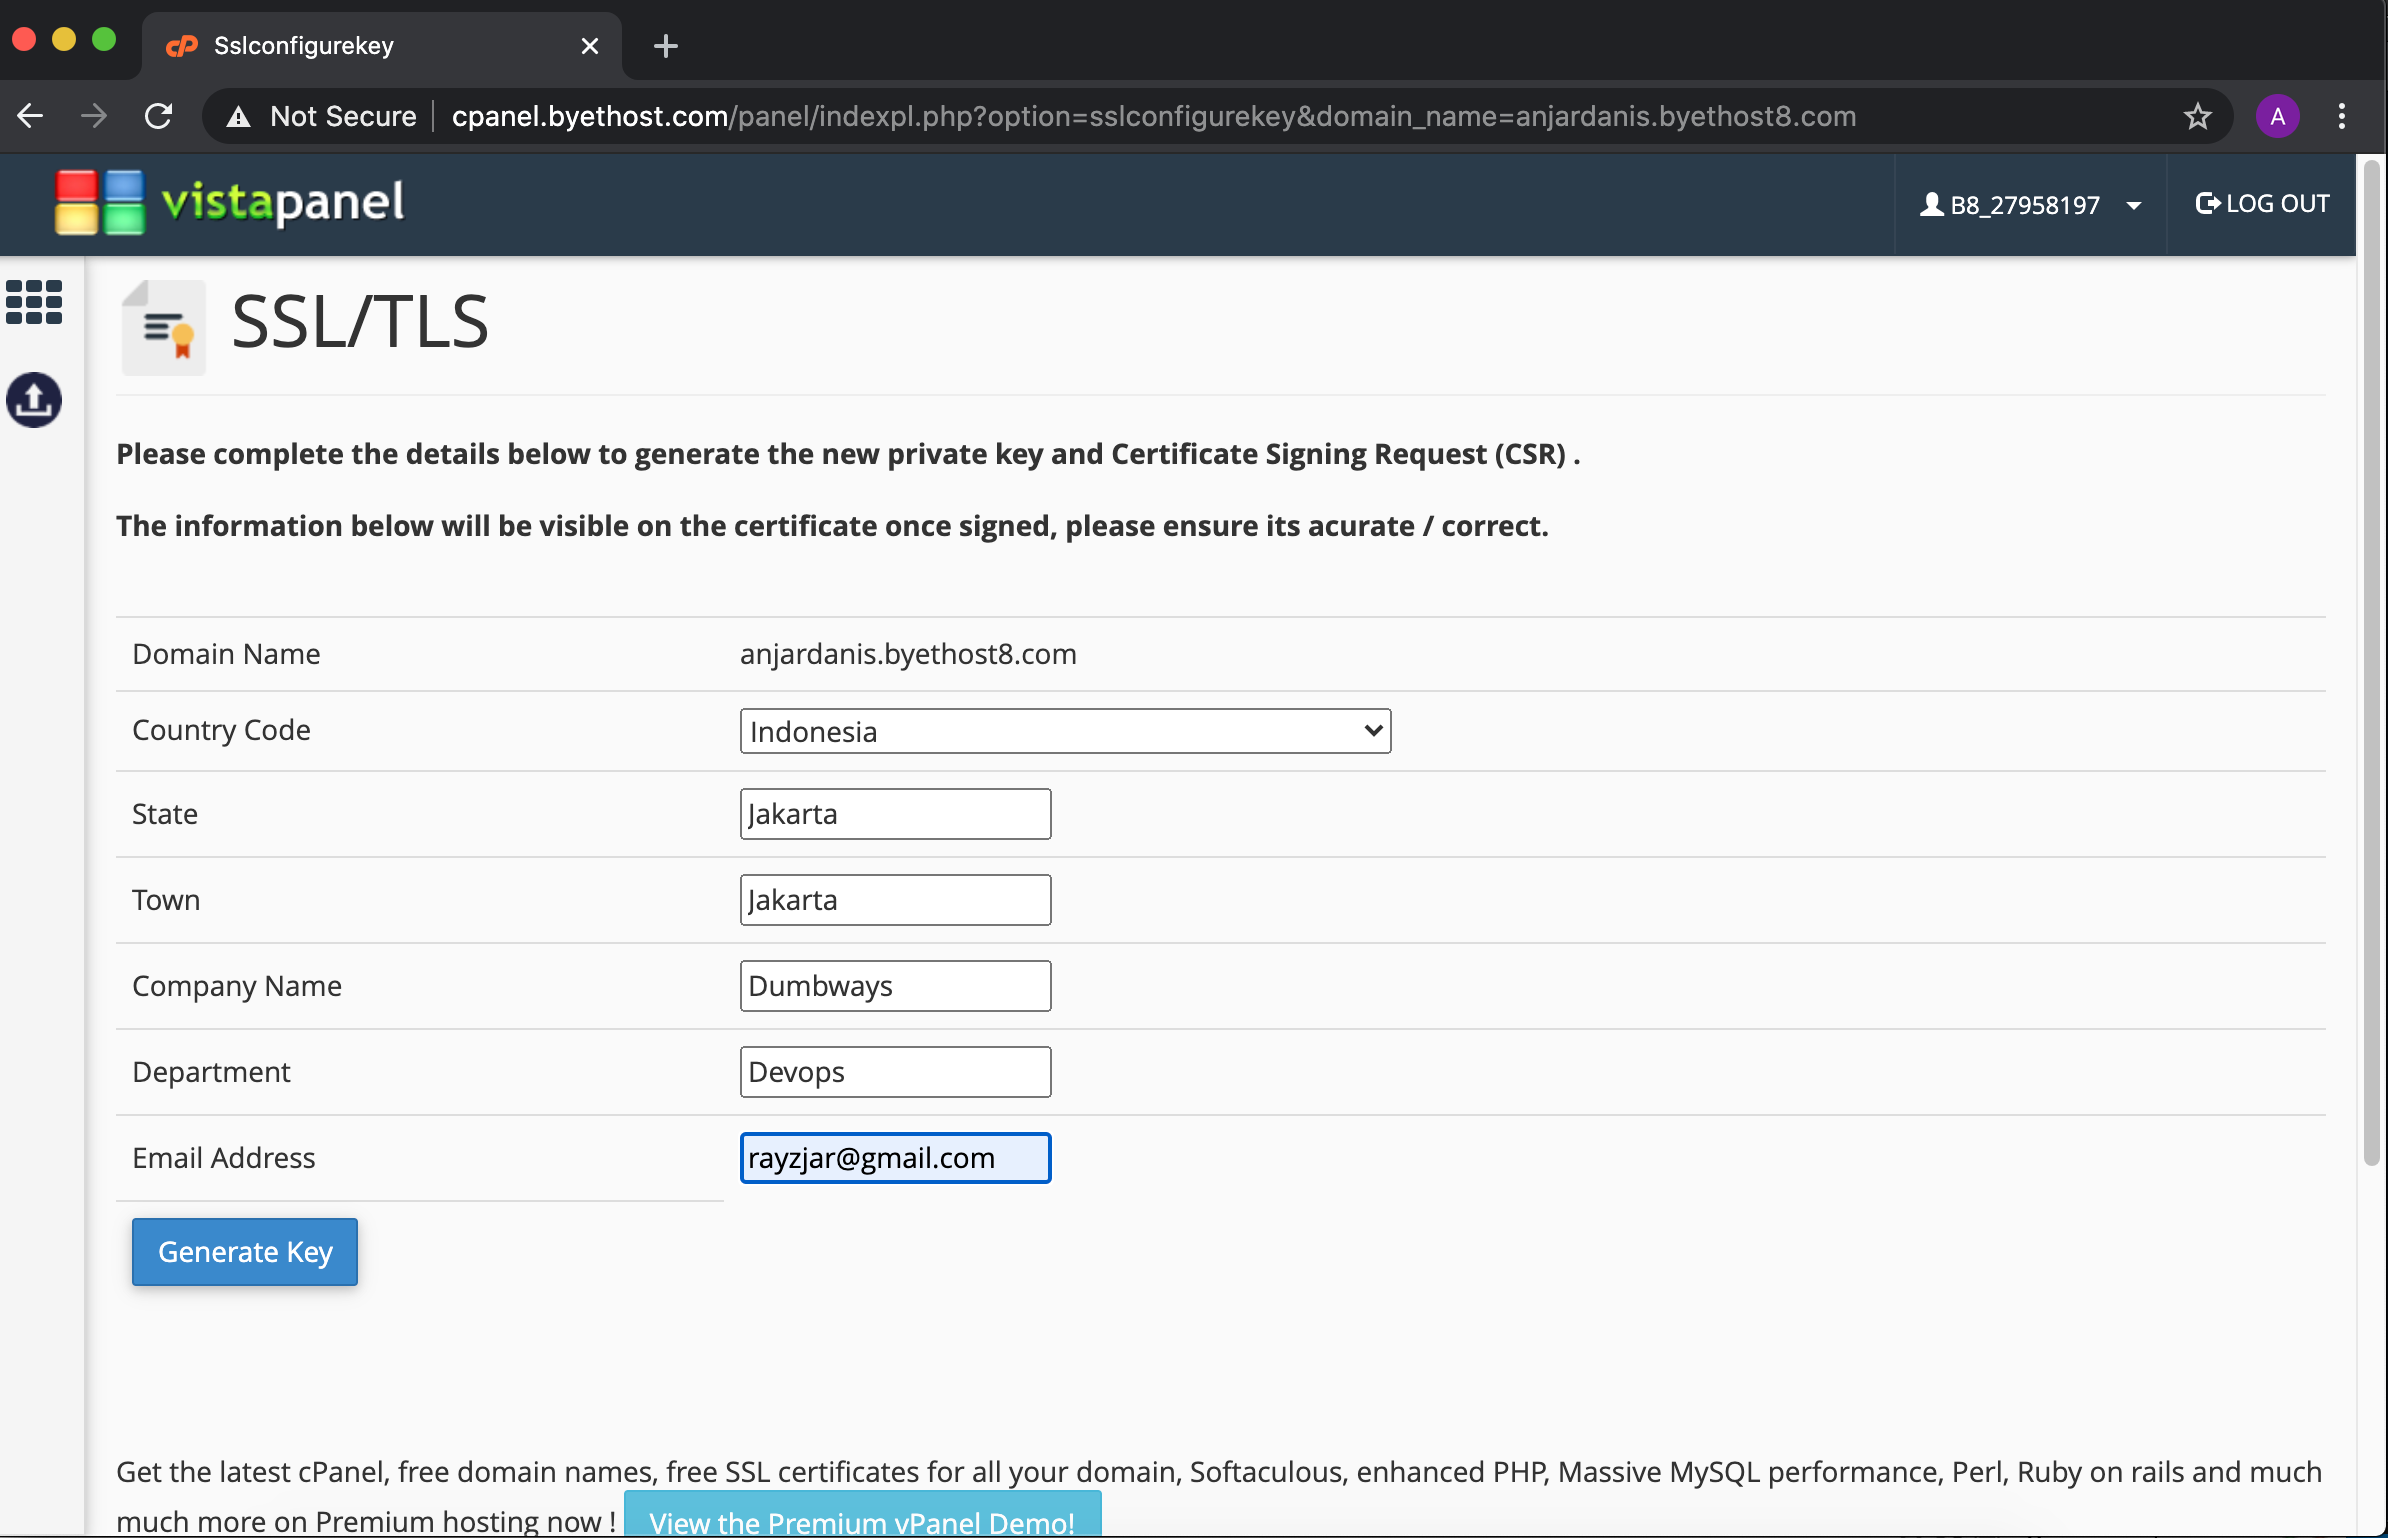 Sslconfigurekey
Not Secure cpanel.byethost.com/panel/indexpl.php?option=sslconfigurekey&domain_name=anjardanis.byethost8.com
A
vistapanel
B8_27958197
LOG OUT
SSL/TLS
Please complete the details below to generate the new private key and Certificate Signing Request (CSR) .
The information below will be visible on the certificate once signed, please ensure its acurate / correct.
Domain Name anjardanis.byethost8.com
Country Code Indonesia
State Jakarta
Town Jakarta
Company Name Dumbways
Department Devops
Email Address rayzjar@gmail.com
Generate Key
Get the latest cPanel, free domain names, free SSL certificates for all your domain, Softaculous, enhanced PHP, Massive MySQL performance, Perl, Ruby on rails and much
much more on Premium hosting now ! View the Premium vPanel Demo!